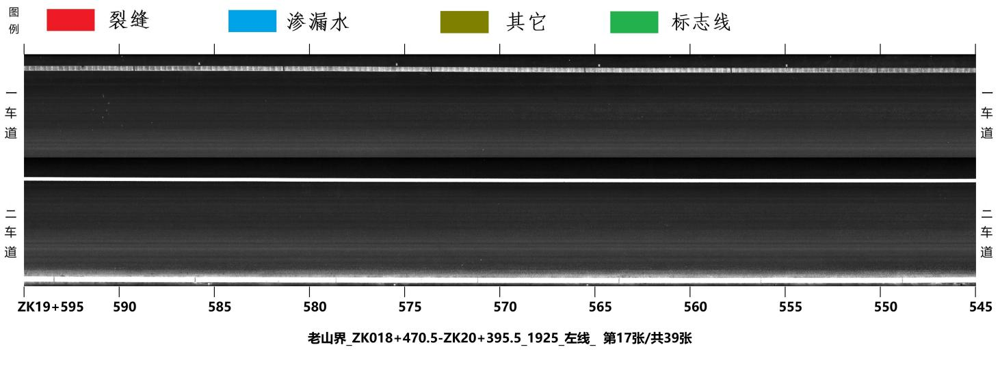 图例
裂缝 渗漏水 其它 标志线
一车道 一车道
二车道 二车道
ZK19+595 590 585 580 575 570 565 560 555 550 545
老山界_ZK018+470.5-ZK20+395.5_1925_左线_ 第17张/共39张